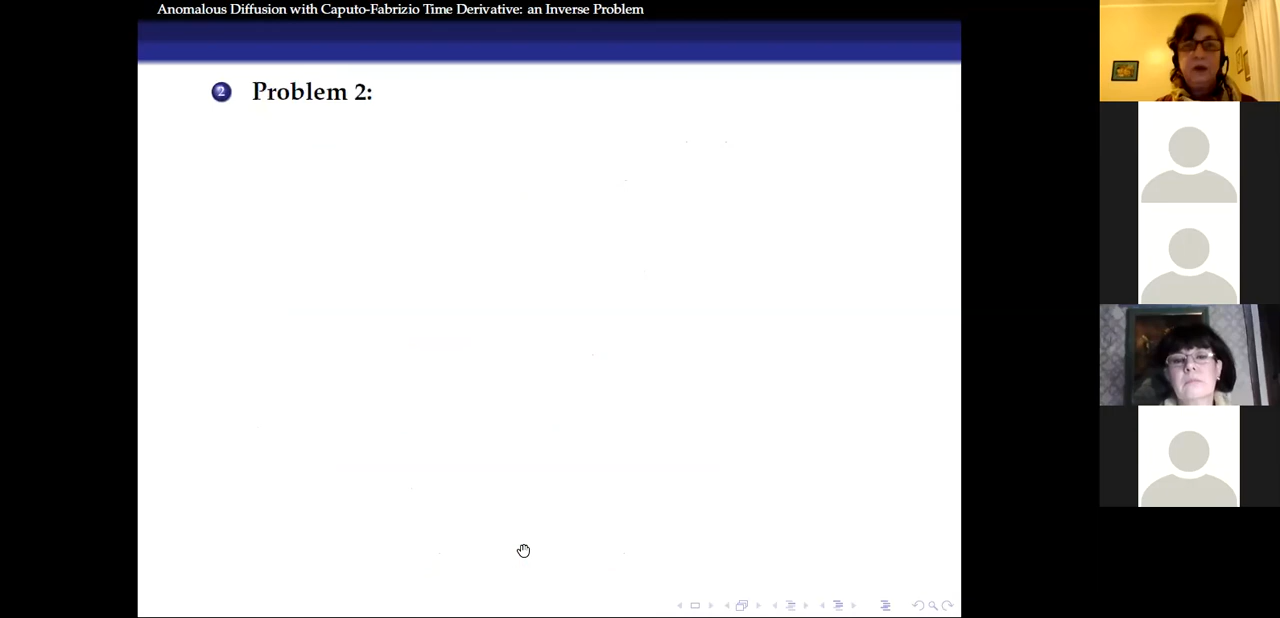 Anomalous Diffusion with Caputo-Fabrizio Time Derivative: an Inverse Problem
2 Problem 2: